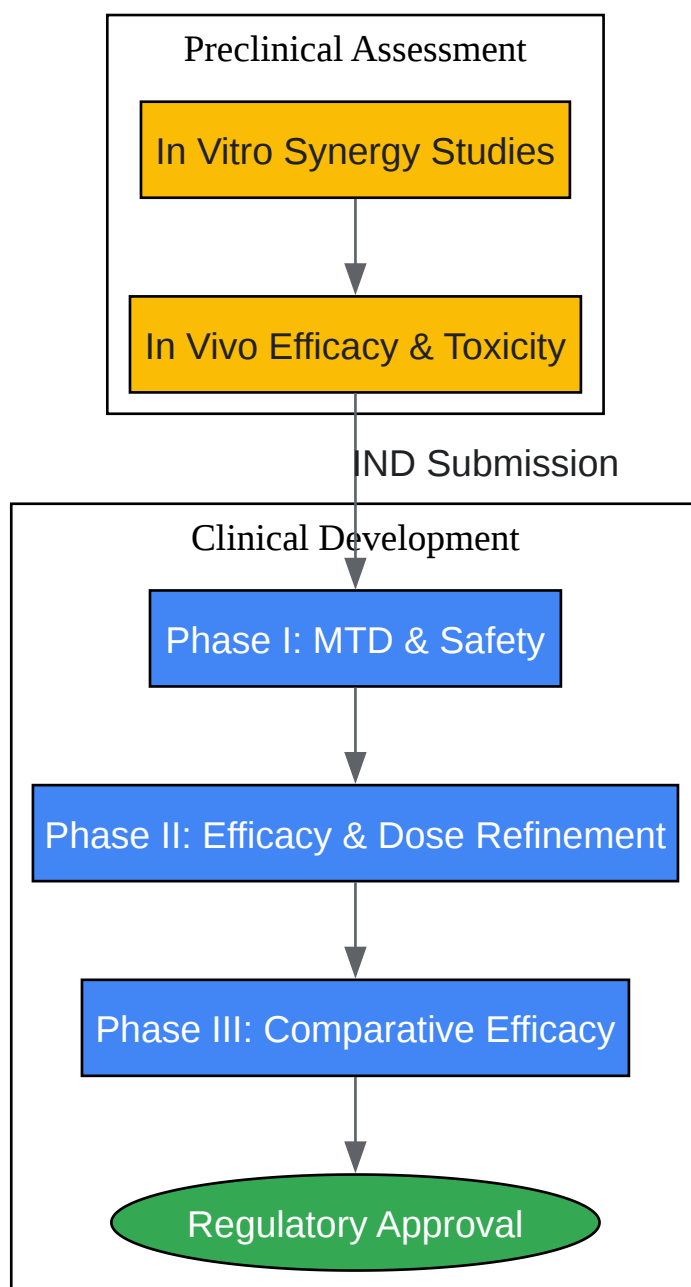 Preclinical Assessment
In Vitro Synergy Studies
In Vivo Efficacy & Toxicity
IND Submission
Clinical Development
Phase I: MTD & Safety
Phase II: Efficacy & Dose Refinement
Phase III: Comparative Efficacy
Regulatory Approval